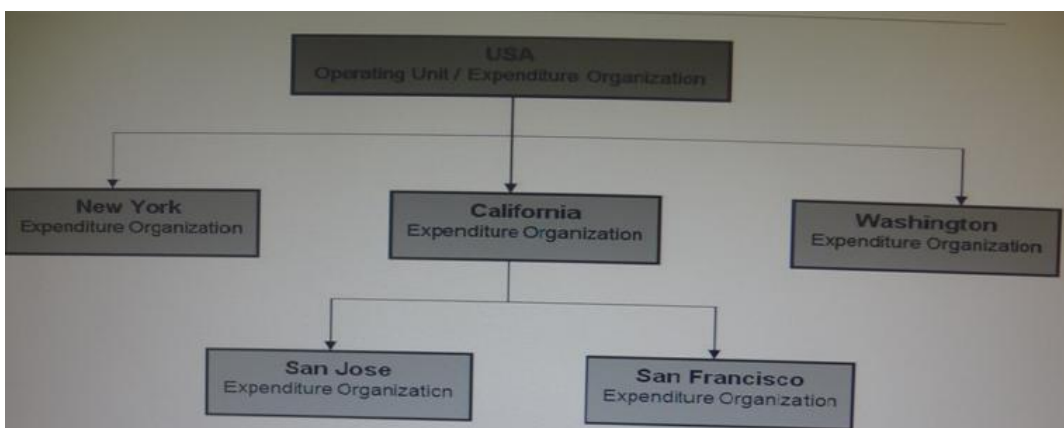 USA
Operating Unit / Expenditure Organization
New York
Expenditure Organization
California
Expenditure Organization
Washington
Expenditure Organization
San Jose
Expenditure Organization
San Francisco
Expenditure Organization